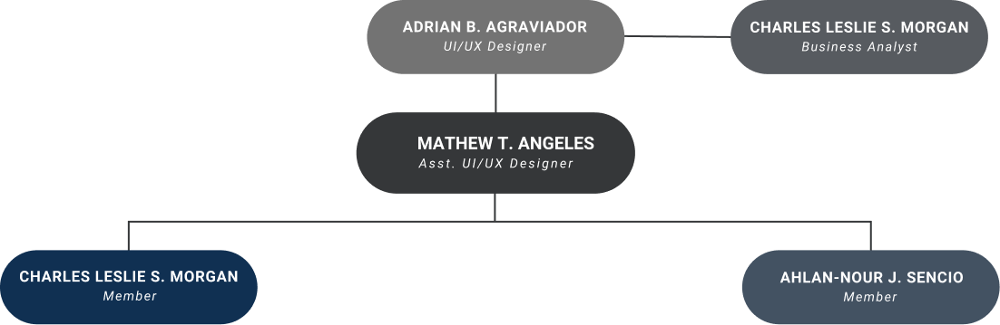 ADRIAN B. AGRAVIADOR
UI/UX Designer
CHARLES LESLIE S. MORGAN
Business Analyst
MATHEW T. ANGELES
Asst. UI/UX Designer
CHARLES LESLIE S. MORGAN
Member
AHLAN-NOUR J. SENCIO
Member